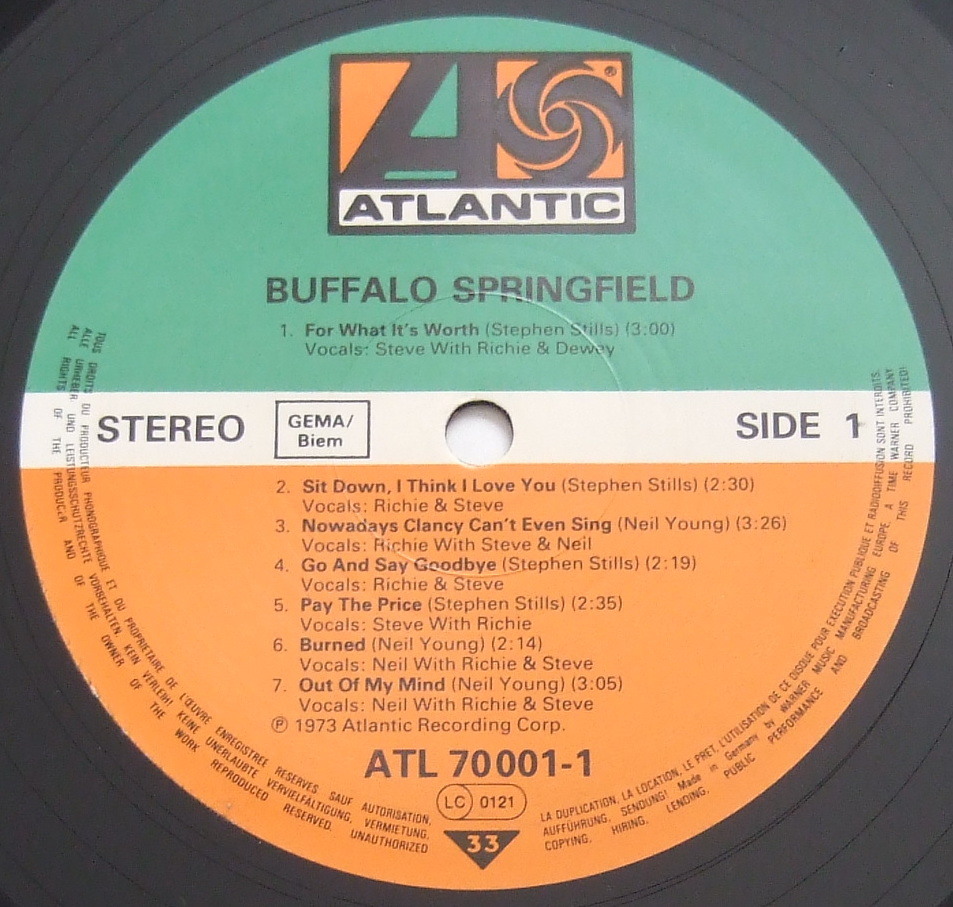 ATLANTIC
®
BUFFALO SPRINGFIELD
1. For What It's Worth (Stephen Stills) (3:00)
Vocals: Steve With Richie & Dewey
STEREO
GEMA/
Biem
SIDE 1
2. Sit Down, I Think I Love You (Stephen Stills) (2:30)
Vocals: Richie & Steve
3. Nowadays Clancy Can't Even Sing (Neil Young) (3:26)
Vocals: Richie With Steve & Neil
4. Go And Say Goodbye (Stephen Stills) (2:19)
Vocals: Richie & Steve
5. Pay The Price (Stephen Stills) (2:35)
Vocals: Steve With Richie
6. Burned (Neil Young) (2:14)
Vocals: Neil With Richie & Steve
7. Out Of My Mind (Neil Young) (3:05)
Vocals: Neil With Richie & Steve
℗ 1973 Atlantic Recording Corp.
ATL 70 001-1
LC 0121
33
TOUS DROITS DU PRODUCTEUR PHONOGRAPHIQUE ET DU PROPRIETAIRE DE L'ŒUVRE ENREGISTREE RESERVES SAUF AUTORISATION,
LA DUPLICATION, LA LOCATION, LE PRET, L'UTILISATION DE CE DISQUE POUR EXECUTION PUBLIQUE ET RADIODIFFUSION SONT INTERDITS.
ALLE URHEBER UND LEISTUNGSSCHUTZRECHTE VORBEHALTEN. KEIN VERLEIH! KEINE UNERLAUBTE VERVIELFÄLTIGUNG, VERMIETUNG,
AUFFÜHRUNG, SENDUNG! Made in Germany by WARNER MUSIC MANUFACTURING EUROPE, A TIME WARNER COMPANY
ALL RIGHTS OF THE PRODUCER AND OF THE OWNER OF THE WORK REPRODUCED RESERVED. UNAUTHORIZED
COPYING, HIRING, LENDING, PUBLIC PERFORMANCE AND BROADCASTING OF THIS RECORD PROHIBITED!